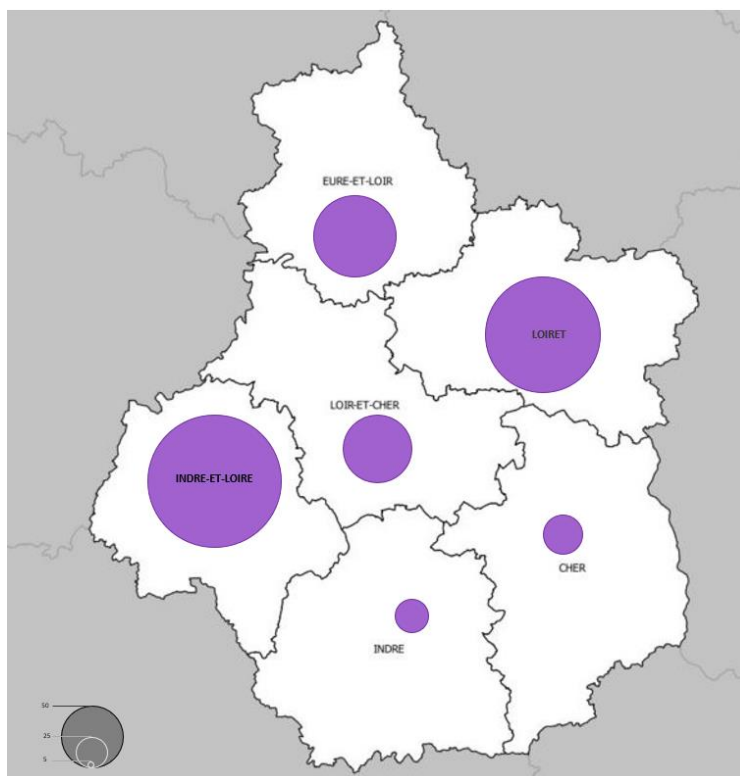 EURE-ET-LOIR
LOIRET
LOIR-ET-CHER
INDRE-ET-LOIRE
CHER
INDRE
50
25
5